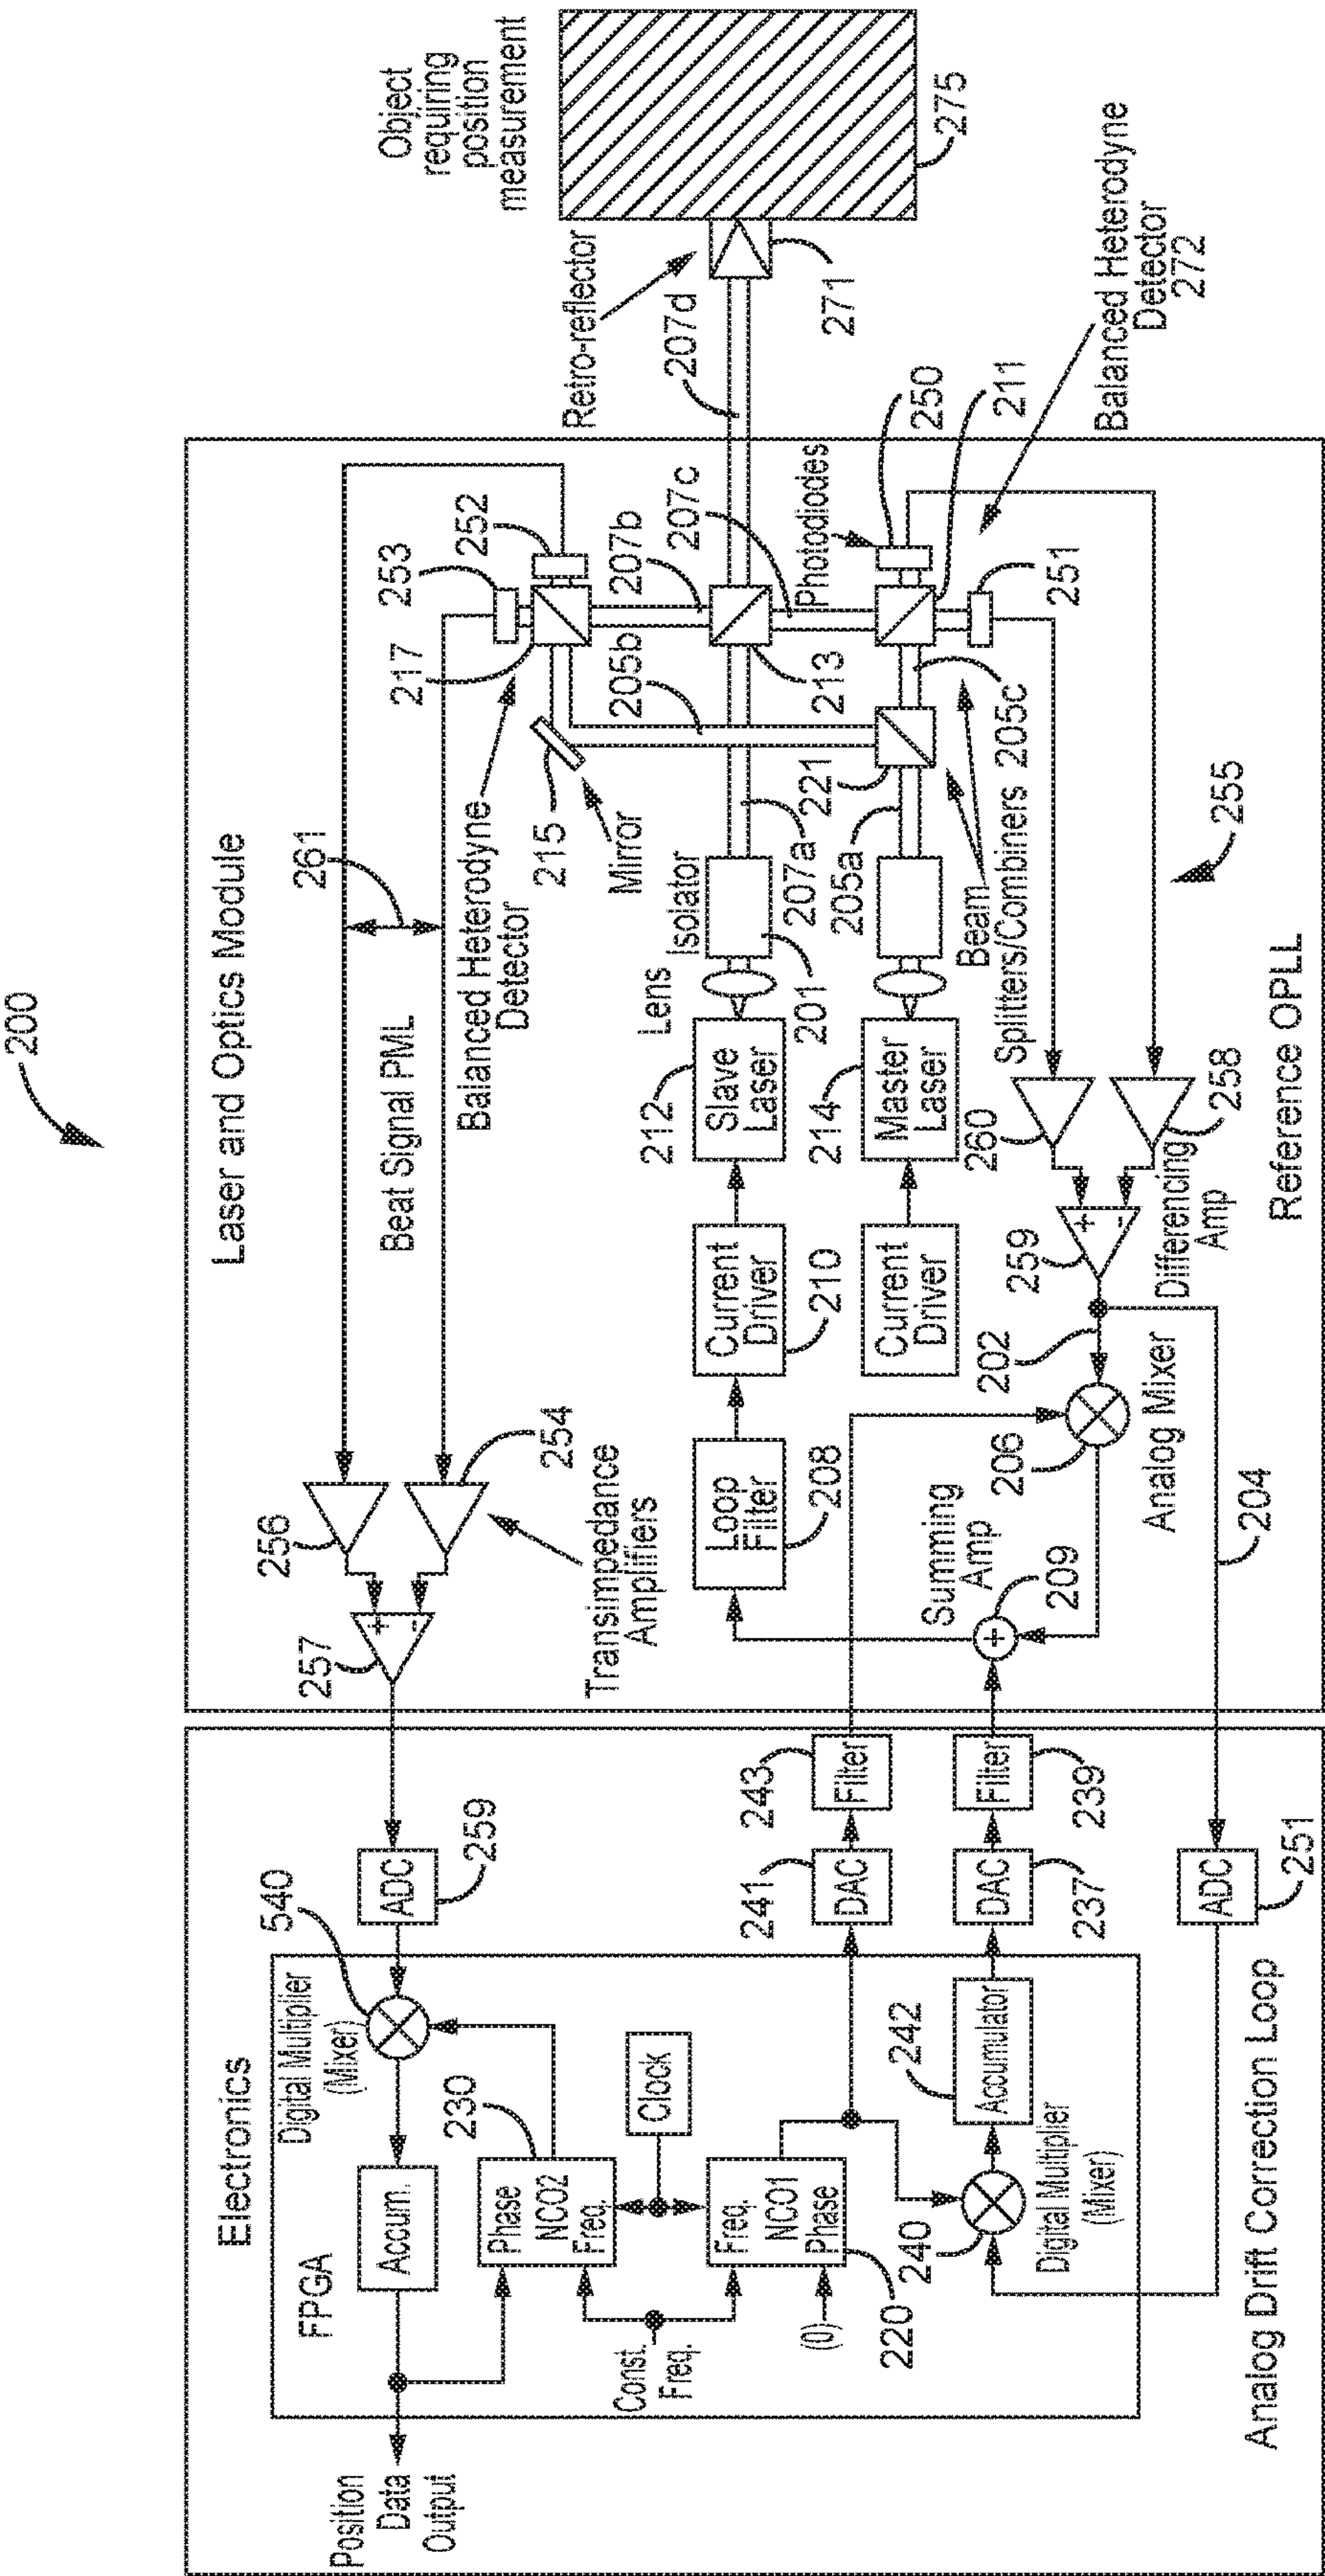 200
Laser and Optics Module
261
Beat Signal PML
Balanced Heterodyne
Detector
217
253
252
215
Mirror
205b
207b
207c
Object
requiring
position
measurement
Retro-reflector
207d
271
275
Photodiodes
250
211
Balanced Heterodyne
Detector
272
213
251
205c
221
207a
205a
Beam
Splitters/Combiners
Isolator
Lens
201
212
Slave
Laser
214
Master
Laser
255
260
258
259
Differencing
Amp
Reference OPLL
Current
Driver
210
Current
Driver
202
206
Analog Mixer
204
Loop
Filter
208
Summing
Amp
209
+
+
-
256
254
Transimpedance
Amplifiers
257
+
-
Electronics
FPGA
540
Digital Multiplier
(Mixer)
ADC
259
Accum.
230
Phase
NCO2
Freq.
Clock
Freq.
NCO1
Phase
220
Const.
Freq.
(0)
Position
Data
Output
241
DAC
243
Filter
DAC
237
Filter
239
242
Accumulator
240
Digital Multiplier
(Mixer)
ADC
251
Analog Drift Correction Loop